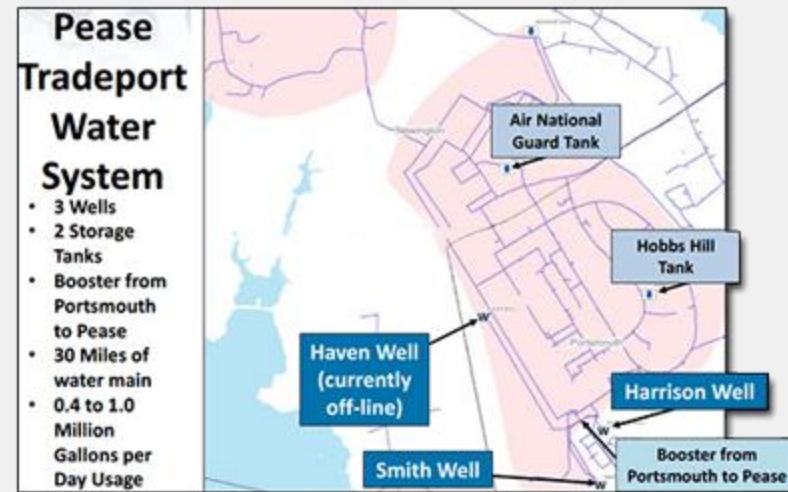 Pease
Tradeport
Water
System
• 3 Wells
• 2 Storage
Tanks
• Booster from
Portsmouth
to Pease
• 30 Miles of
water main
• 0.4 to 1.0
Million
Gallons per
Day Usage
Newington
Air National
Guard Tank
Hobbs Hill
Tank
Haven Well
(currently
off-line)
W
Portsmouth
Harrison Well
W
Booster from
Portsmouth to Pease
Smith Well
W